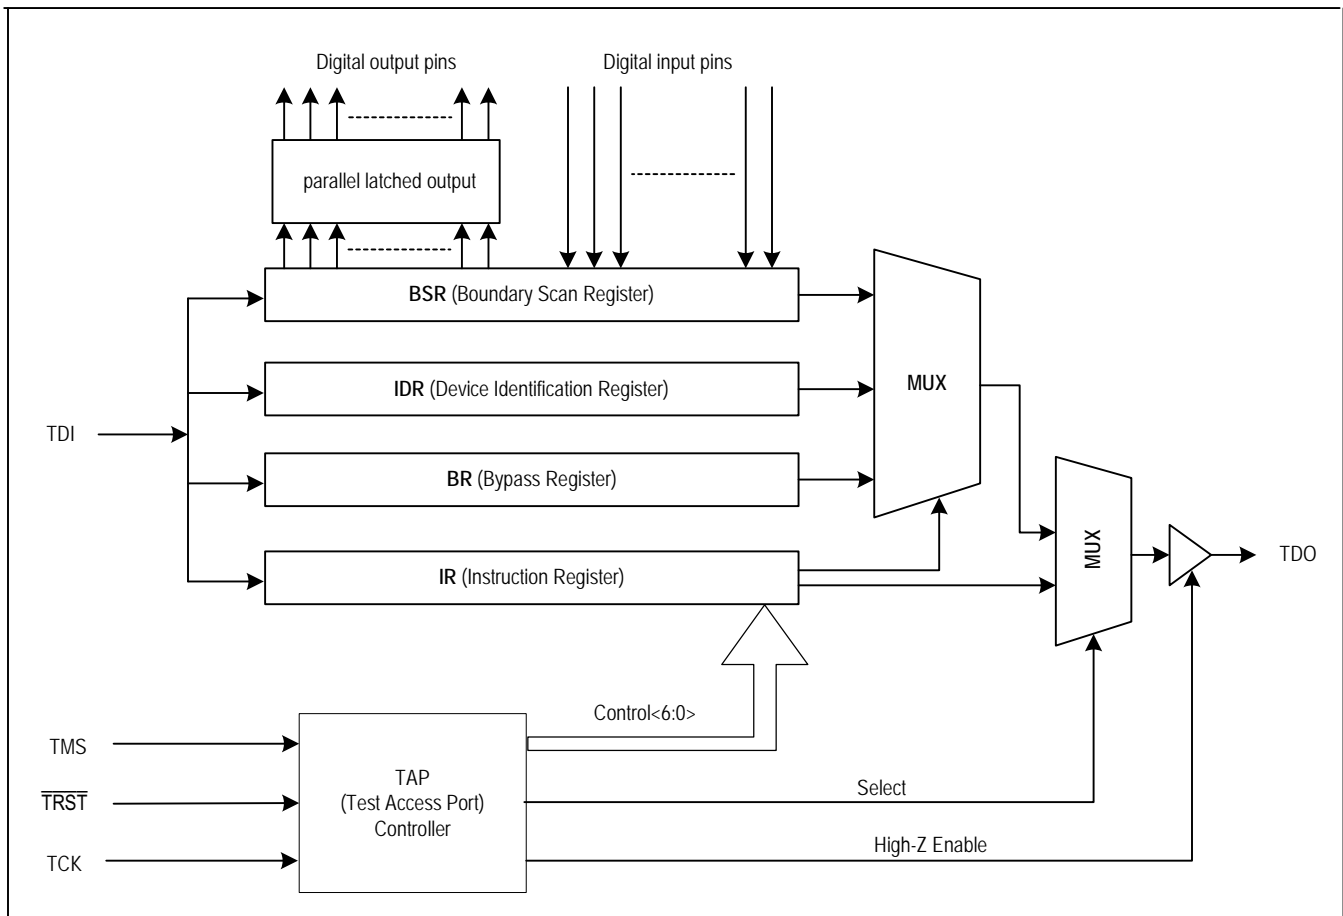 Digital output pins
Digital input pins
parallel latched output
BSR (Boundary Scan Register)
IDR (Device Identification Register)
MUX
TDI
BR (Bypass Register)
MUX
TDO
IR (Instruction Register)
Control<6:0>
TMS
TAP
(Test Access Port)
Controller
TRST
Select
TCK
High-Z Enable